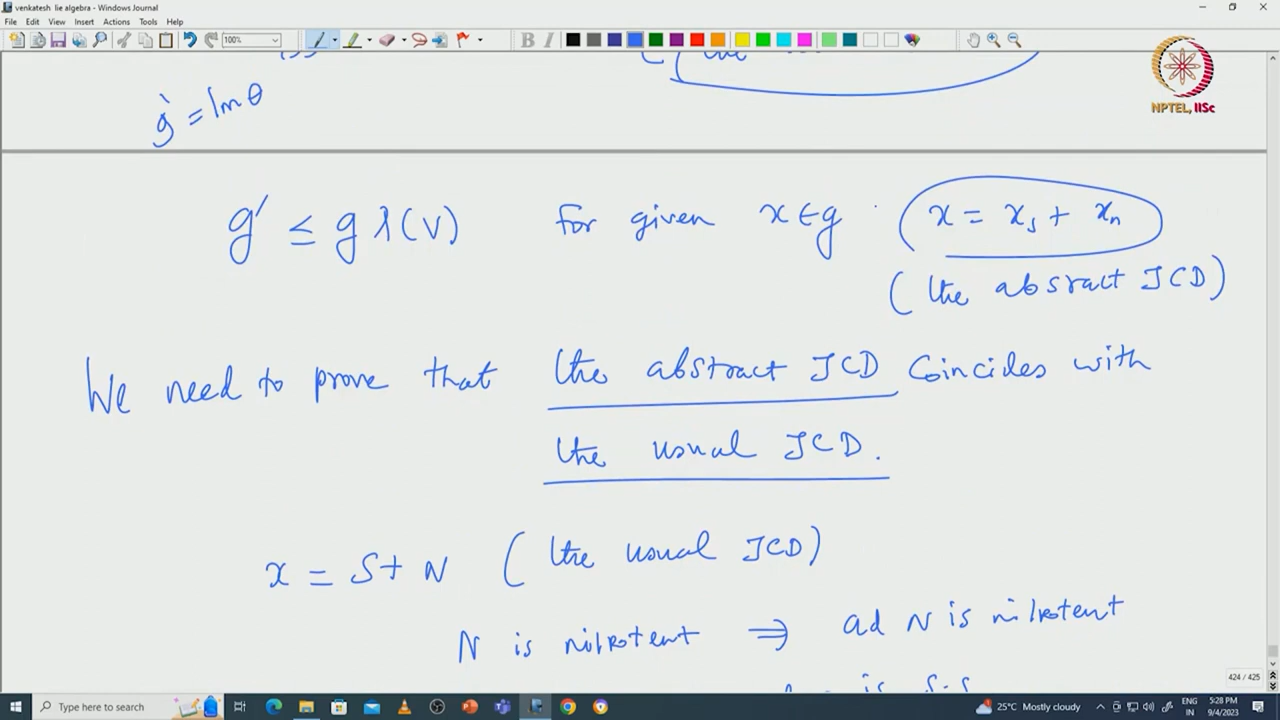 venkatesh lie algebra - Windows Journal
File Edit View Insert Actions Tools Help
100%
B I
NPTEL, IISc
g' = Im θ
g' ≤ gλ(V) for given x ∈ g x = x_s + x_n
(the absract JCD)
We need to prove that the abstract JCD coincides with
the usual JCD.
x = S + N (the usual JCD)
N is nilpotent ⇒ ad N is nilpotent
is s.s
424 / 425
Type here to search
25°C Mostly cloudy
ENG
IN
5:28 PM
9/4/2023